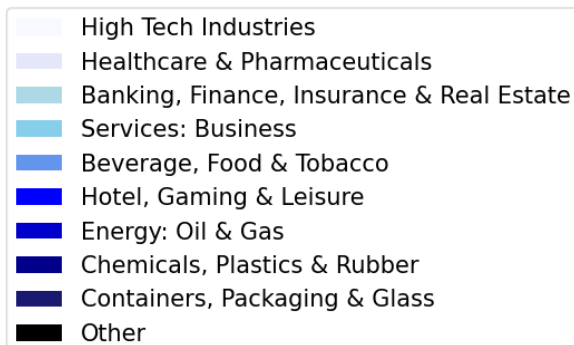 High Tech Industries
Healthcare & Pharmaceuticals
Banking, Finance, Insurance & Real Estate
Services: Business
Beverage, Food & Tobacco
Hotel, Gaming & Leisure
Energy: Oil & Gas
Chemicals, Plastics & Rubber
Containers, Packaging & Glass
Other